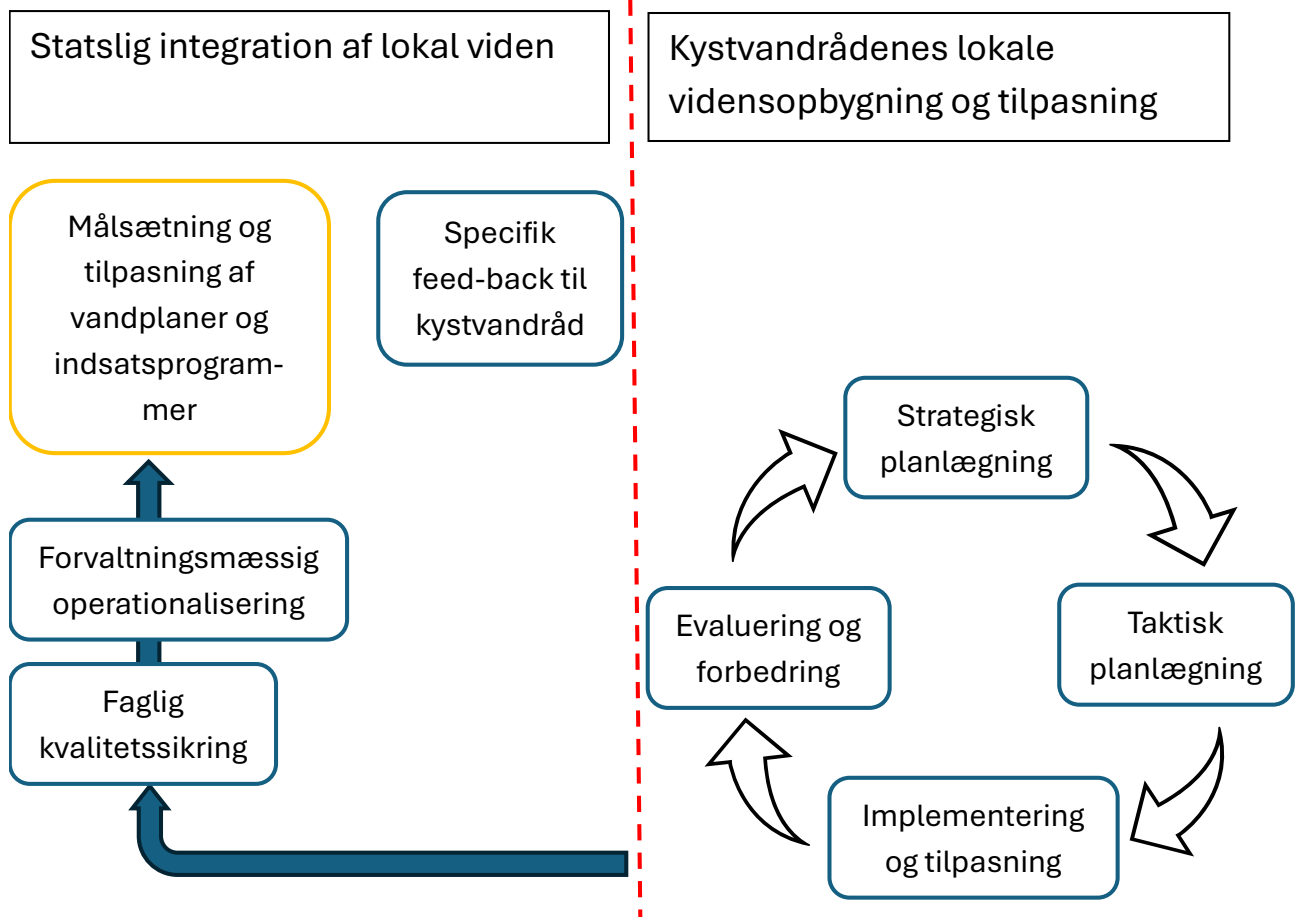 Statslig integration af lokal viden
Kystvandrådenes lokale
vidensopbygning og tilpasning
Målsætning og
tilpasning af
vandplaner og
indsatsprogram-
mer
Specifik
feed-back til
kystvandråd
Forvaltningsmæssig
operationalisering
Faglig
kvalitetssikring
Strategisk
planlægning
Taktisk
planlægning
Implementering
og tilpasning
Evaluering og
forbedring